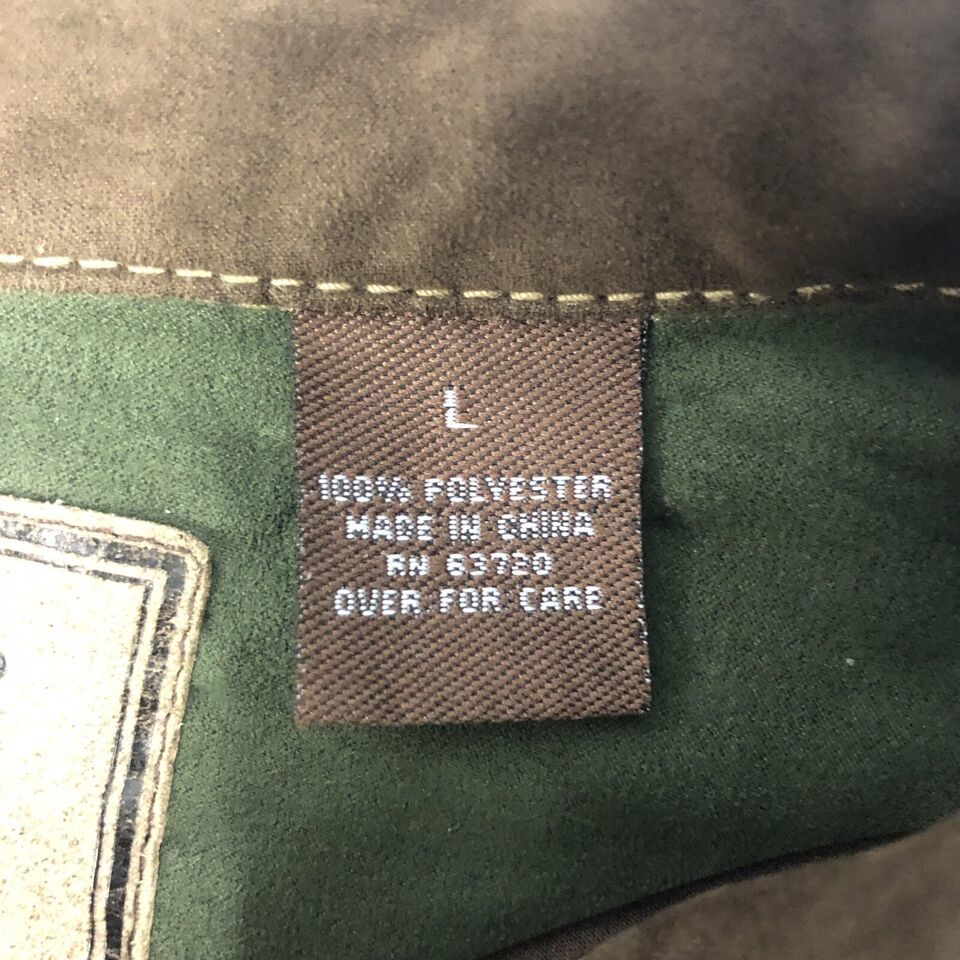 L
100% POLYESTER
MADE IN CHINA
RN 63720
OVER FOR CARE